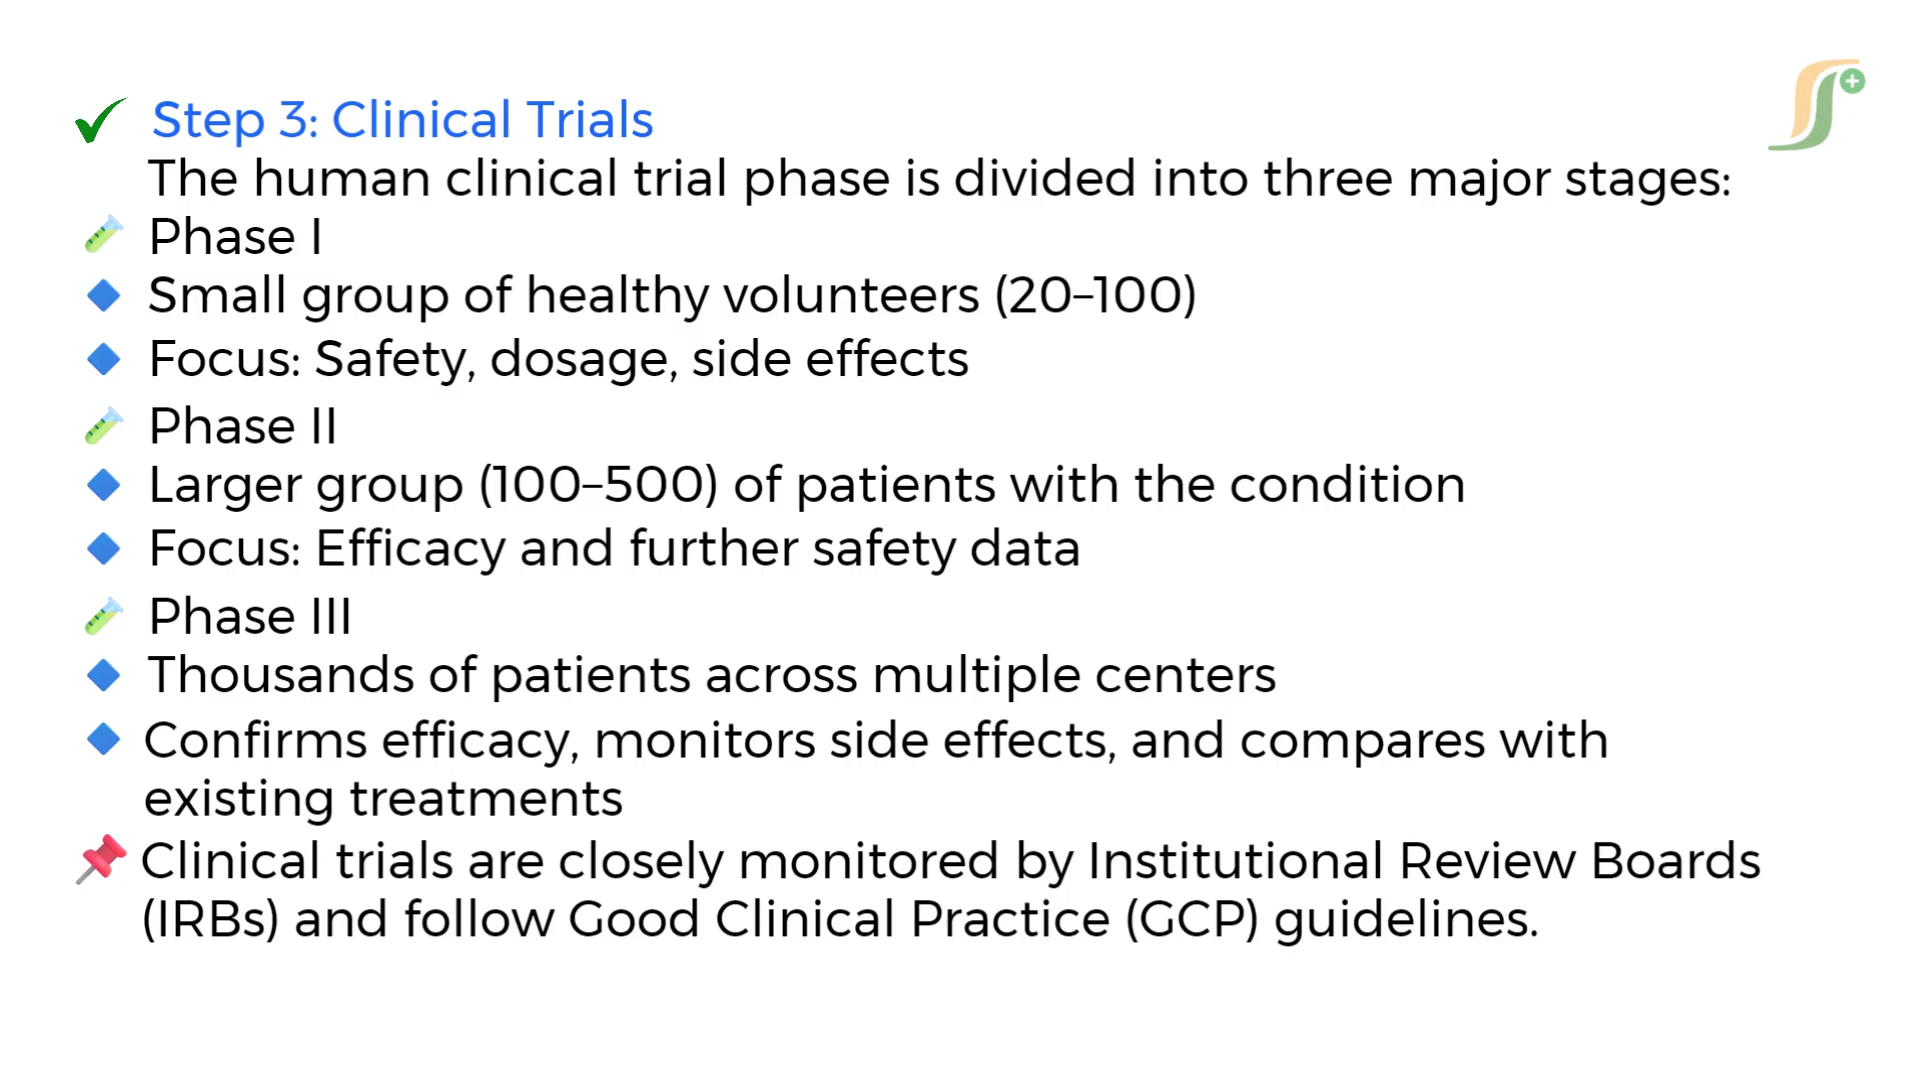 Step 3: Clinical Trials
The human clinical trial phase is divided into three major stages:
Phase I
Small group of healthy volunteers (20–100)
Focus: Safety, dosage, side effects
Phase II
Larger group (100–500) of patients with the condition
Focus: Efficacy and further safety data
Phase III
Thousands of patients across multiple centers
Confirms efficacy, monitors side effects, and compares with
existing treatments
Clinical trials are closely monitored by Institutional Review Boards
(IRBs) and follow Good Clinical Practice (GCP) guidelines.